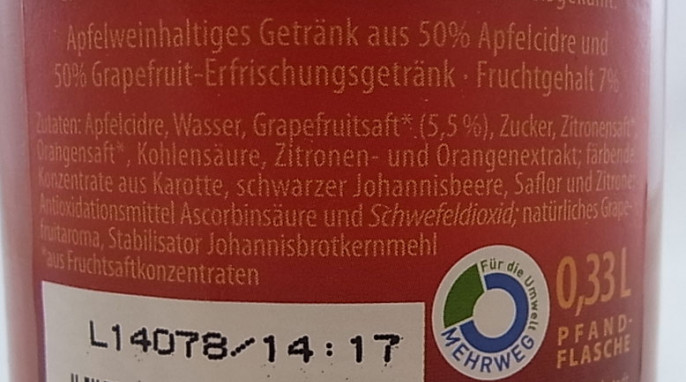 Apfelweinhaltiges Getränk aus 50% Apfelcidre und
50% Grapefruit-Erfrischungsgetränk · Fruchtgehalt 7%
Zutaten: Apfelcidre, Wasser, Grapefruitsaft* (5,5 %), Zucker, Zitronensaft*,
Orangensaft*, Kohlensäure, Zitronen- und Orangenextrakt; färbende
Konzentrate aus Karotte, schwarzer Johannisbeere, Saflor und Zitrone;
Antioxidationsmittel Ascorbinsäure und Schwefeldioxid; natürliches Grape-
fruitaroma, Stabilisator Johannisbrotkernmehl
*aus Fruchtsaftkonzentraten
Für die Umwelt
MEHRWEG
0,33 L
PFAND-
FLASCHE
L14078/14:17